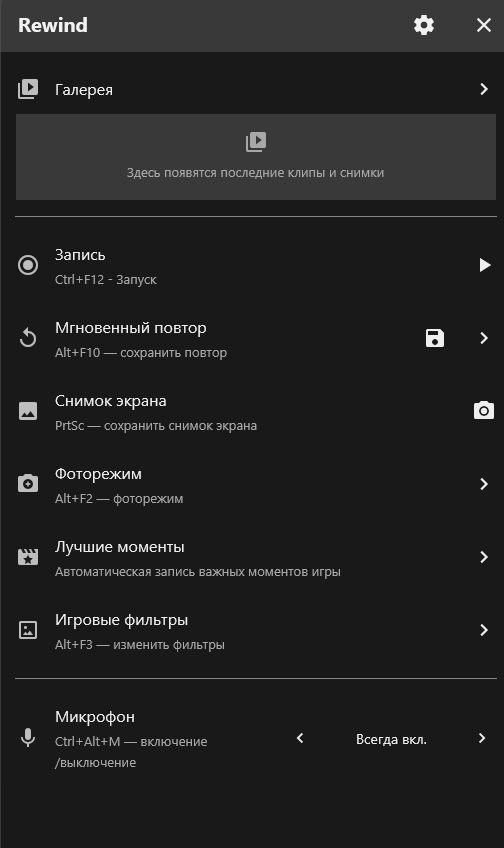 Rewind
Галерея
Здесь появятся последние клипы и снимки
Запись
Ctrl+F12 - Запуск
Мгновенный повтор
Alt+F10 — сохранить повтор
Снимок экрана
PrtSc — сохранить снимок экрана
Фоторежим
Alt+F2 — фоторежим
Лучшие моменты
Автоматическая запись важных моментов игры
Игровые фильтры
Alt+F3 — изменить фильтры
Микрофон
Ctrl+Alt+M — включение
/выключение
Всегда вкл.